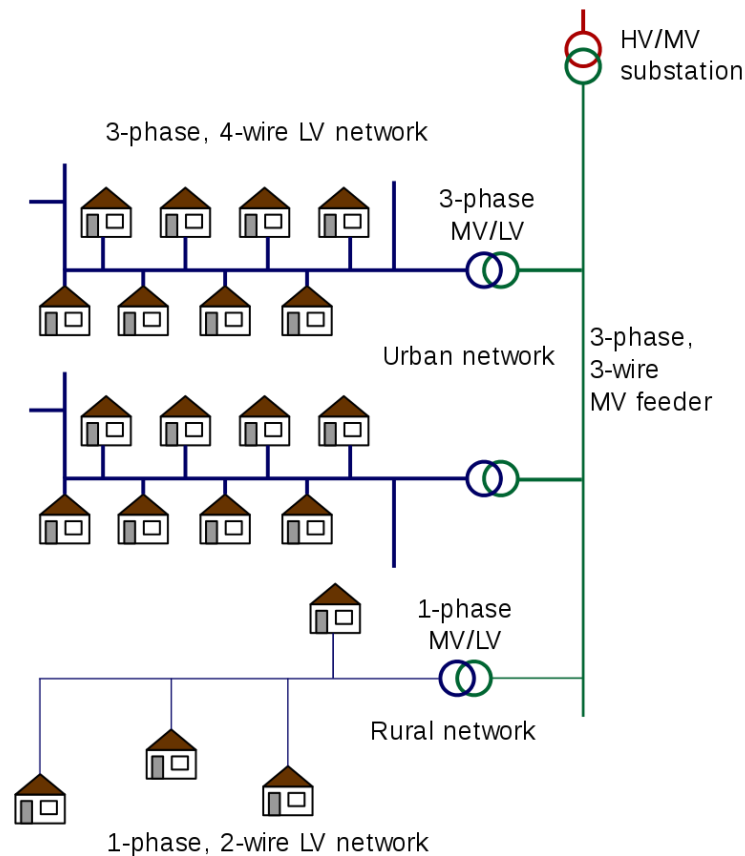 HV/MV
substation
3-phase, 4-wire LV network
3-phase
MV/LV
Urban network
3-phase,
3-wire
MV feeder
1-phase
MV/LV
Rural network
1-phase, 2-wire LV network